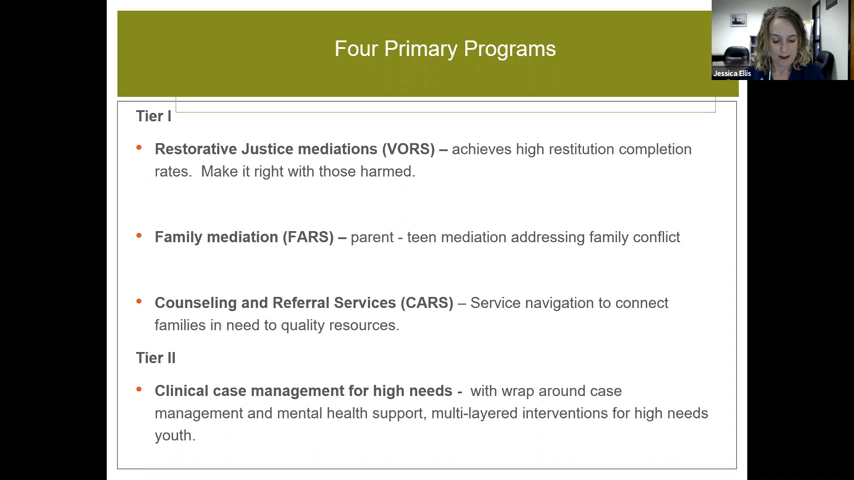 Four Primary Programs
Jessica Ellis
Tier I
• Restorative Justice mediations (VORS) – achieves high restitution completion
rates.  Make it right with those harmed.
• Family mediation (FARS) – parent - teen mediation addressing family conflict
• Counseling and Referral Services (CARS) – Service navigation to connect
families in need to quality resources.
Tier II
• Clinical case management for high needs -  with wrap around case
management and mental health support, multi-layered interventions for high needs
youth.